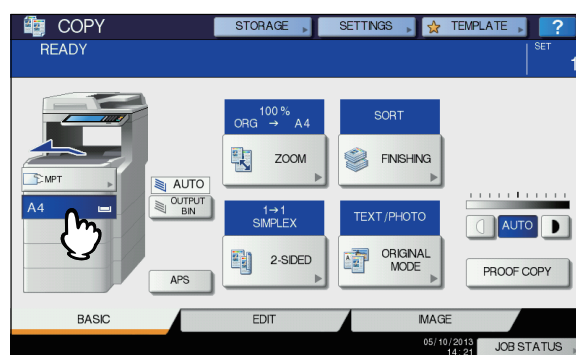 COPY
STORAGE
SETTINGS
TEMPLATE
?
READY
SET
1
100 %
ORG → A4
ZOOM
SORT
FINISHING
MPT
A4
AUTO
OUTPUT
BIN
APS
1→1
SIMPLEX
2-SIDED
TEXT/PHOTO
ORIGINAL
MODE
AUTO
PROOF COPY
BASIC
EDIT
IMAGE
05/10/2013
14:21
JOB STATUS